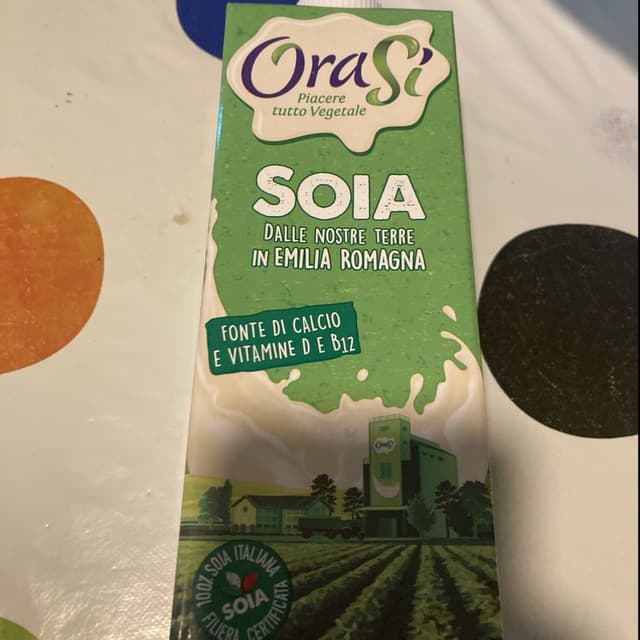 OraSì
Piacere
tutto Vegetale
SOIA
DALLE NOSTRE TERRE
IN EMILIA ROMAGNA
FONTE DI CALCIO
E VITAMINE D E B12
OraSì
100% SOIA ITALIANA
SOIA
FILIERA CERTIFICATA